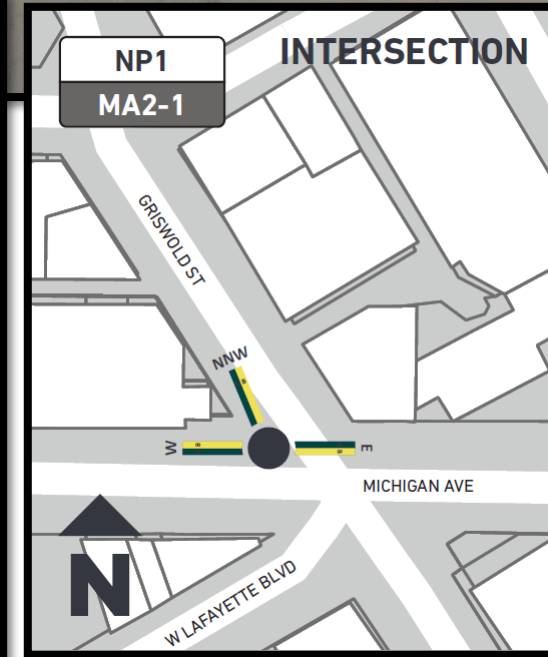 NP1
MA2-1
INTERSECTION
GRISWOLD ST
NNW
W
E
MICHIGAN AVE
N
W LAFAYETTE BLVD